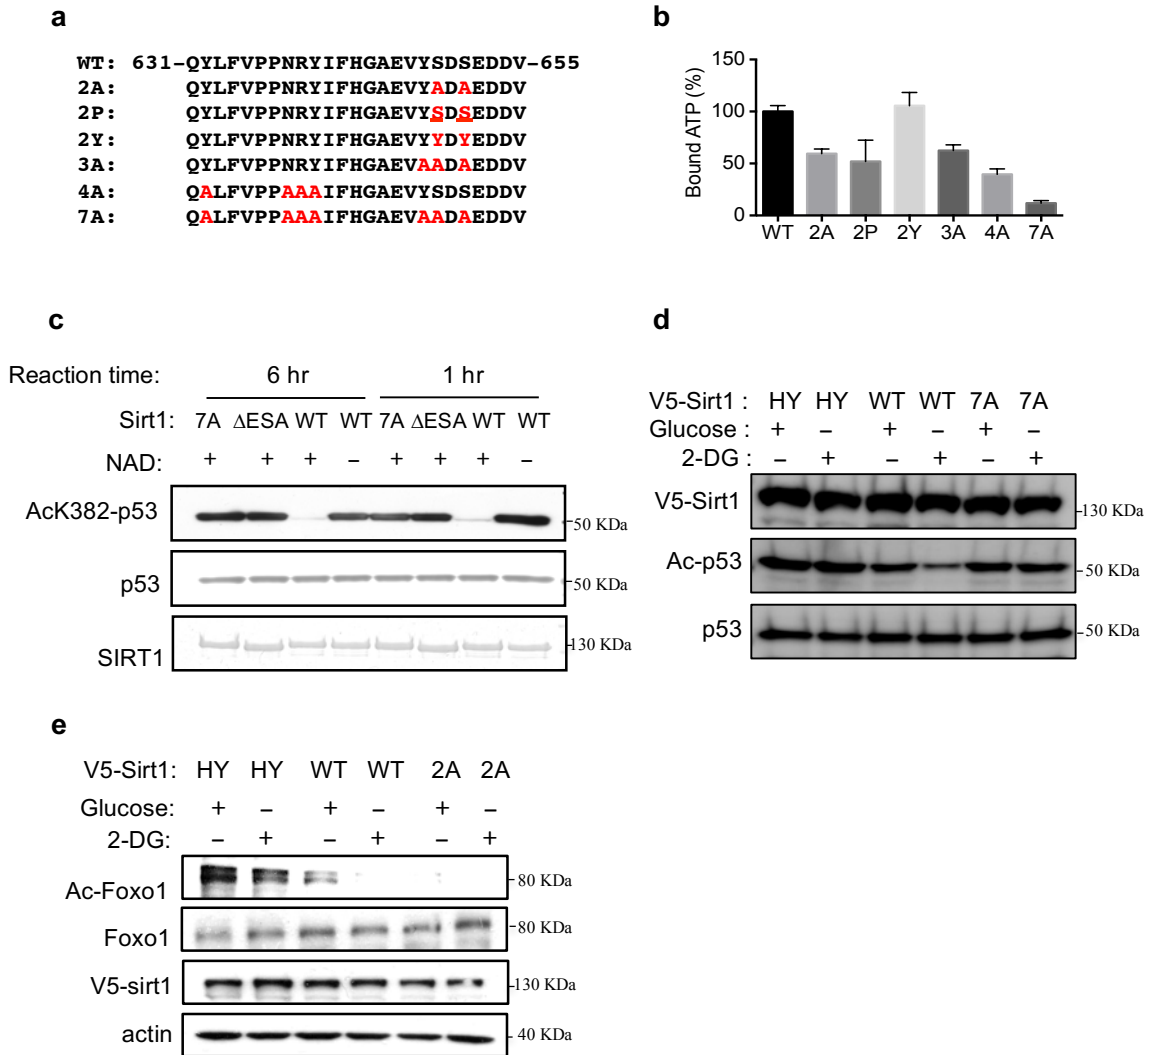 a
WT: 631-QYLFVPPNRYIFHGAEVYSDSEDDV-655
2A: QYLFVPPNRYIFHGAEVYADAEDDV
2P: QYLFVPPNRYIFHGAEVYSDSEDDV
2Y: QYLFVPPNRYIFHGAEVYYDYEDDV
3A: QYLFVPPNRYIFHGAEVAADAEDDV
4A: QALFVPPAAAIFHGAEVYSDSEDDV
7A: QALFVPPAAAIFHGAEVAADAEDDV
b
Bound ATP (%)
150
100
50
0
WT 2A 2P 2Y 3A 4A 7A
c
Reaction time: 6 hr 1 hr
Sirt1: 7A ΔESA WT WT 7A ΔESA WT WT
NAD: + + + – + + + –
AcK382-p53 50 KDa
p53 50 KDa
SIRT1 130 KDa
d
V5-Sirt1 : HY HY WT WT 7A 7A
Glucose : + – + – + –
2-DG : – + – + – +
V5-Sirt1 130 KDa
Ac-p53 50 KDa
p53 50 KDa
e
V5-Sirt1: HY HY WT WT 2A 2A
Glucose: + – + – + –
2-DG: – + – + – +
Ac-Foxo1 80 KDa
Foxo1 80 KDa
V5-sirt1 130 KDa
actin 40 KDa